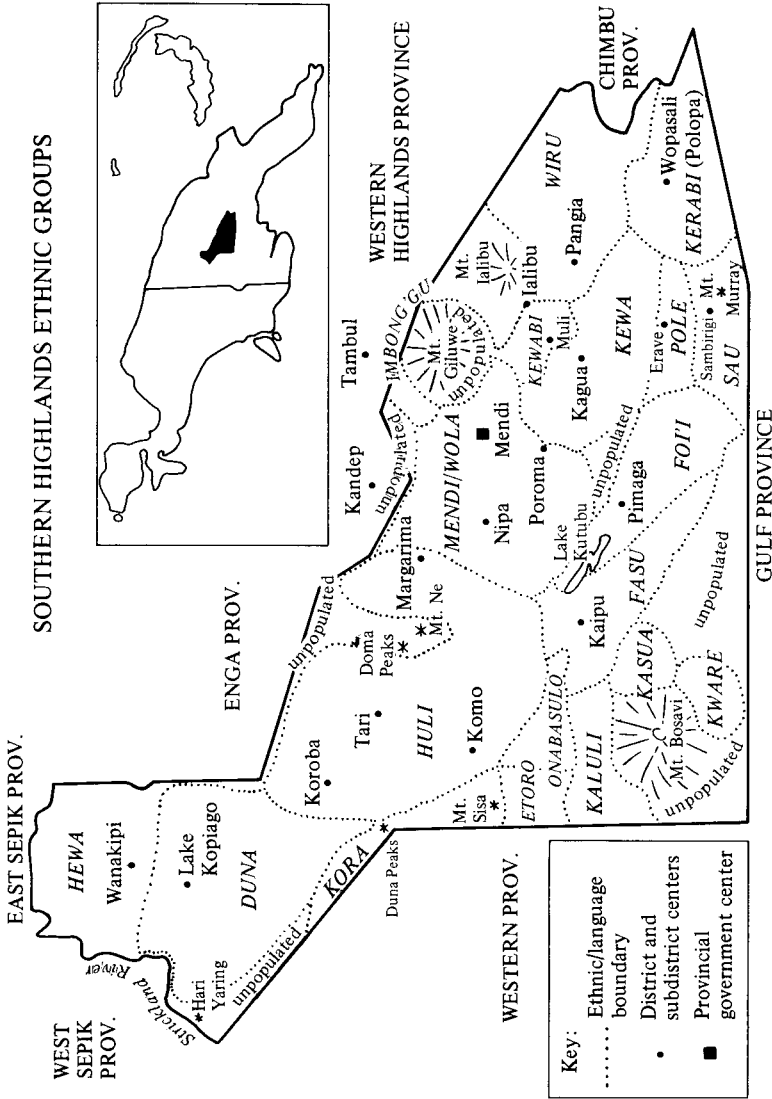 SOUTHERN HIGHLANDS ETHNIC GROUPS
EAST SEPIK PROV.
WEST
SEPIK
PROV.
Strickland River
HEWA
Wanakipi
Lake
Kopiago
DUNA
Hari
Yaring
unpopulated
KORA
Duna Peaks
ENGA PROV.
unpopulated
Koroba
Tari
HULI
Komo
Doma
Peaks
Mt. Ne
Margarima
Kandep
unpopulated
Tambul
WESTERN
HIGHLANDS PROVINCE
IMBONG'GU
Mt.
Giluwe
unpopulated
MENDI/WOLA
Mendi
Nipa
Poroma
Mt.
Ialibu
Ialibu
KEWABI
Muli
Kagua
KEWA
WIRU
Pangia
CHIMBU
PROV.
Wopasali
KERABI (Polopa)
Erave
POLE
Sambirigi
Mt.
Murray
SAU
unpopulated
FOI'I
Pimaga
Lake
Kutubu
FASU
Kaipu
unpopulated
Mt.
Sisa
ETORO
ONABASULO
KALULI
KASUA
Mt. Bosavi
KWARE
unpopulated
WESTERN PROV.
GULF PROVINCE
Key:
Ethnic/language
boundary
District and
subdistrict centers
Provincial
government center